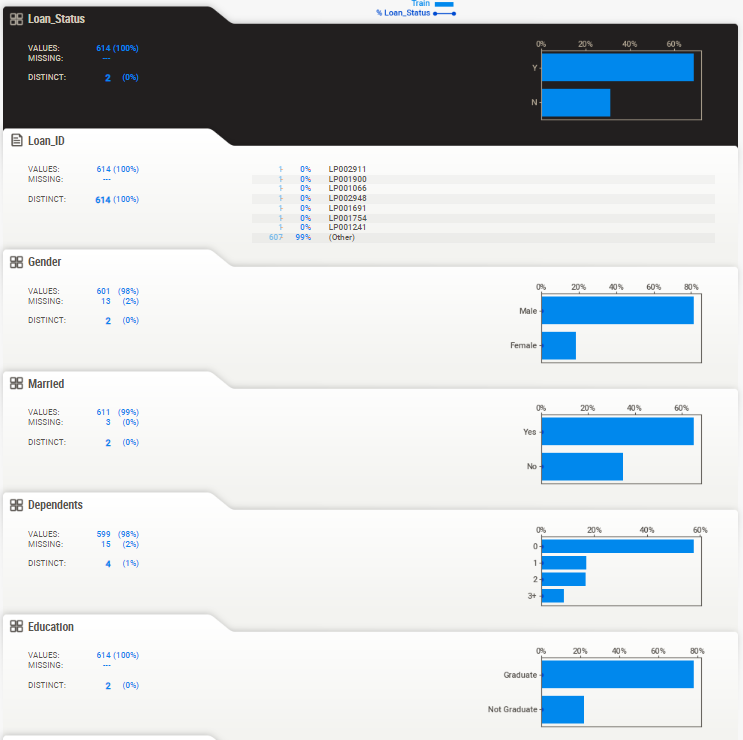 Train
% Loan_Status
Loan_Status
VALUES: 614 (100%)
MISSING: ---
DISTINCT: 2 (0%)
0% 20% 40% 60%
Y
N
Loan_ID
VALUES: 614 (100%)
MISSING: ---
DISTINCT: 614 (100%)
1 0% LP002911
1 0% LP001900
1 0% LP001066
1 0% LP002948
1 0% LP001691
1 0% LP001754
1 0% LP001241
607 99% (Other)
Gender
VALUES: 601 (98%)
MISSING: 13 (2%)
DISTINCT: 2 (0%)
0% 20% 40% 60% 80%
Male
Female
Married
VALUES: 611 (99%)
MISSING: 3 (0%)
DISTINCT: 2 (0%)
0% 20% 40% 60%
Yes
No
Dependents
VALUES: 599 (98%)
MISSING: 15 (2%)
DISTINCT: 4 (1%)
0% 20% 40% 60%
0
1
2
3+
Education
VALUES: 614 (100%)
MISSING: ---
DISTINCT: 2 (0%)
0% 20% 40% 60% 80%
Graduate
Not Graduate